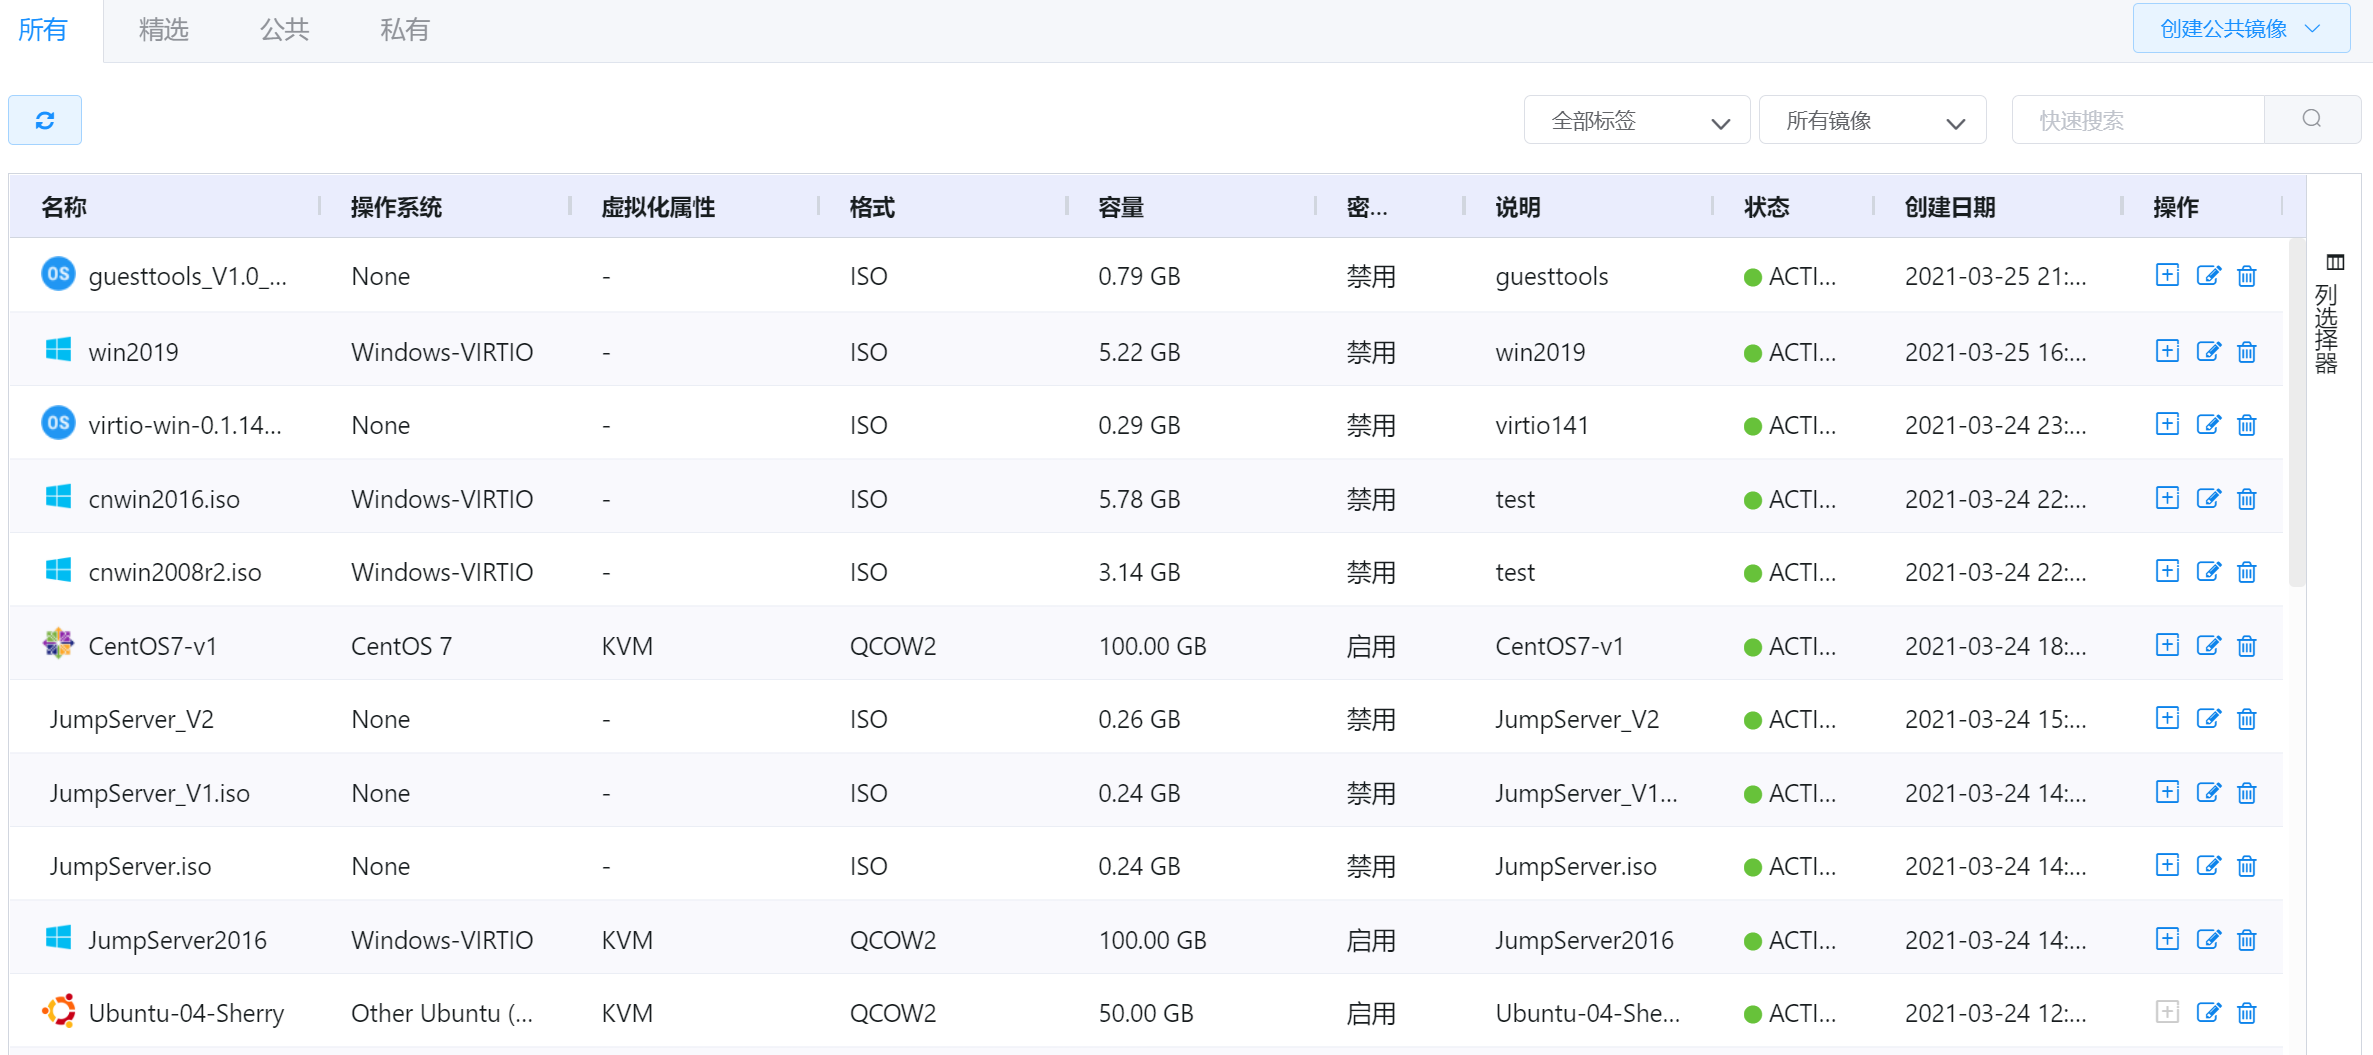 所有 精选 公共 私有 创建公共镜像
全部标签 所有镜像 快速搜索
名称 操作系统 虚拟化属性 格式 容量 密... 说明 状态 创建日期 操作
OS guesttools_V1.0_... None - ISO 0.79 GB 禁用 guesttools ACTI... 2021-03-25 21:...
win2019 Windows-VIRTIO - ISO 5.22 GB 禁用 win2019 ACTI... 2021-03-25 16:...
OS virtio-win-0.1.14... None - ISO 0.29 GB 禁用 virtio141 ACTI... 2021-03-24 23:...
cnwin2016.iso Windows-VIRTIO - ISO 5.78 GB 禁用 test ACTI... 2021-03-24 22:...
cnwin2008r2.iso Windows-VIRTIO - ISO 3.14 GB 禁用 test ACTI... 2021-03-24 22:...
CentOS7-v1 CentOS 7 KVM QCOW2 100.00 GB 启用 CentOS7-v1 ACTI... 2021-03-24 18:...
JumpServer_V2 None - ISO 0.26 GB 禁用 JumpServer_V2 ACTI... 2021-03-24 15:...
JumpServer_V1.iso None - ISO 0.24 GB 禁用 JumpServer_V1... ACTI... 2021-03-24 14:...
JumpServer.iso None - ISO 0.24 GB 禁用 JumpServer.iso ACTI... 2021-03-24 14:...
JumpServer2016 Windows-VIRTIO KVM QCOW2 100.00 GB 启用 JumpServer2016 ACTI... 2021-03-24 14:...
Ubuntu-04-Sherry Other Ubuntu (... KVM QCOW2 50.00 GB 启用 Ubuntu-04-She... ACTI... 2021-03-24 12:...
列选择器